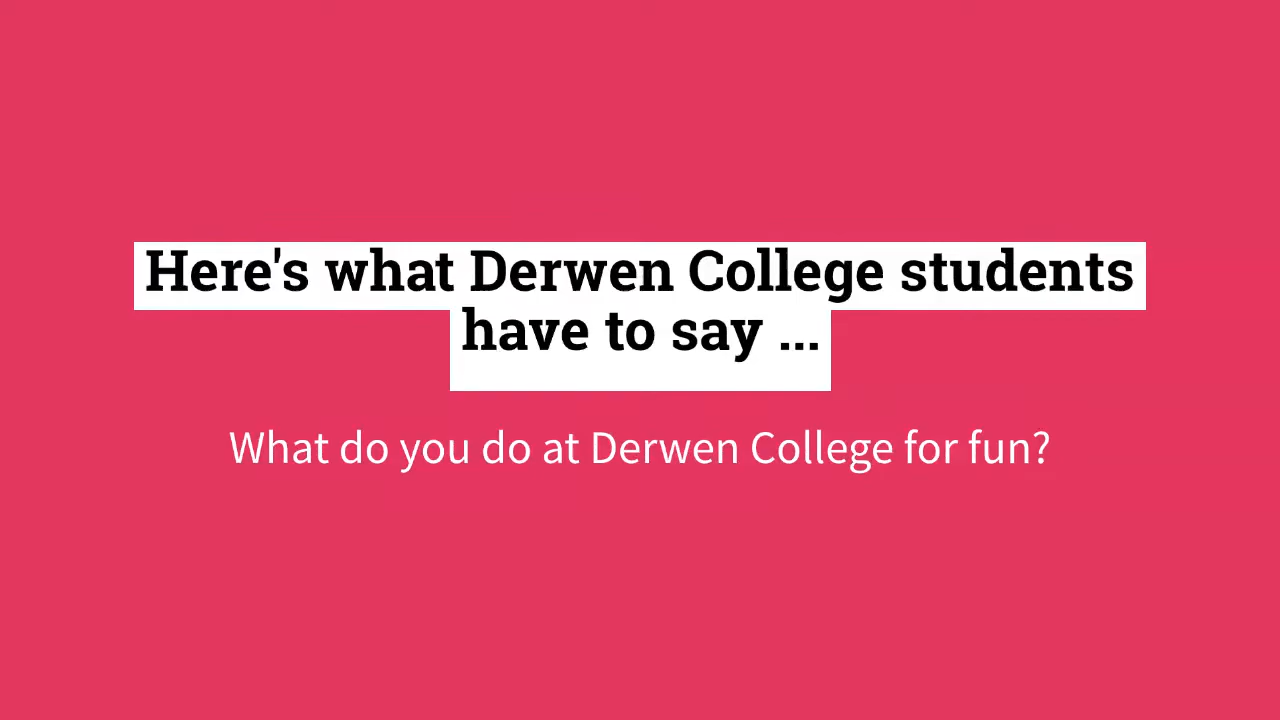 Here's what Derwen College students
have to say ...
What do you do at Derwen College for fun?